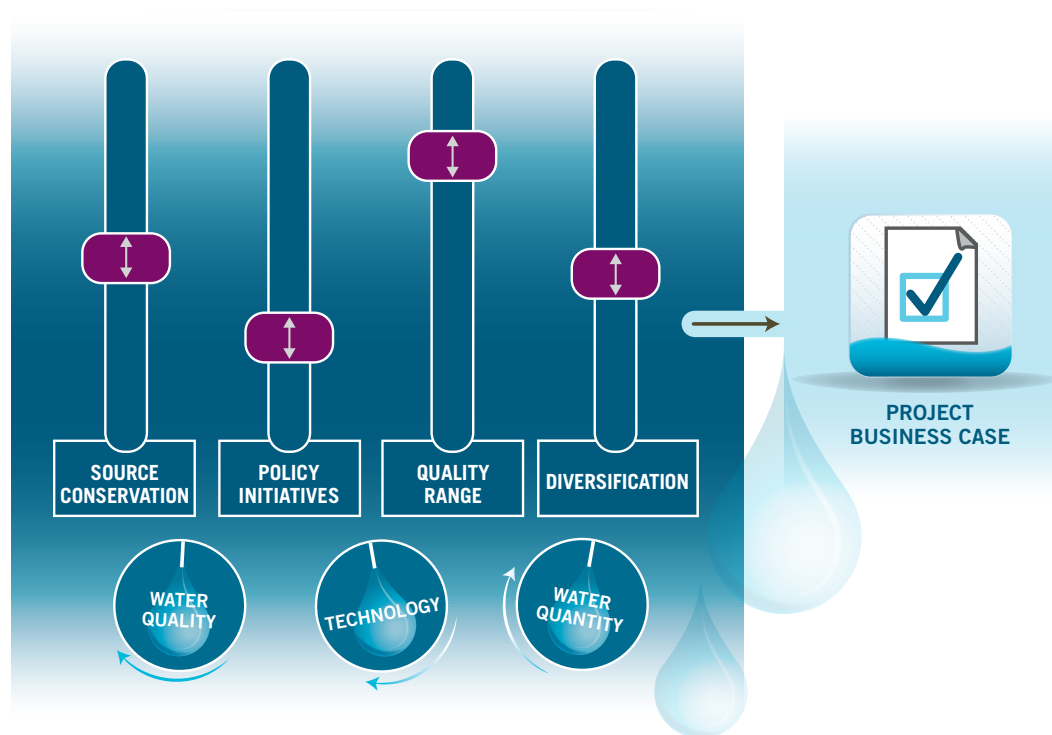 SOURCE
CONSERVATION
POLICY
INITIATIVES
QUALITY
RANGE
DIVERSIFICATION
WATER
QUALITY
TECHNOLOGY
WATER
QUANTITY
PROJECT
BUSINESS CASE